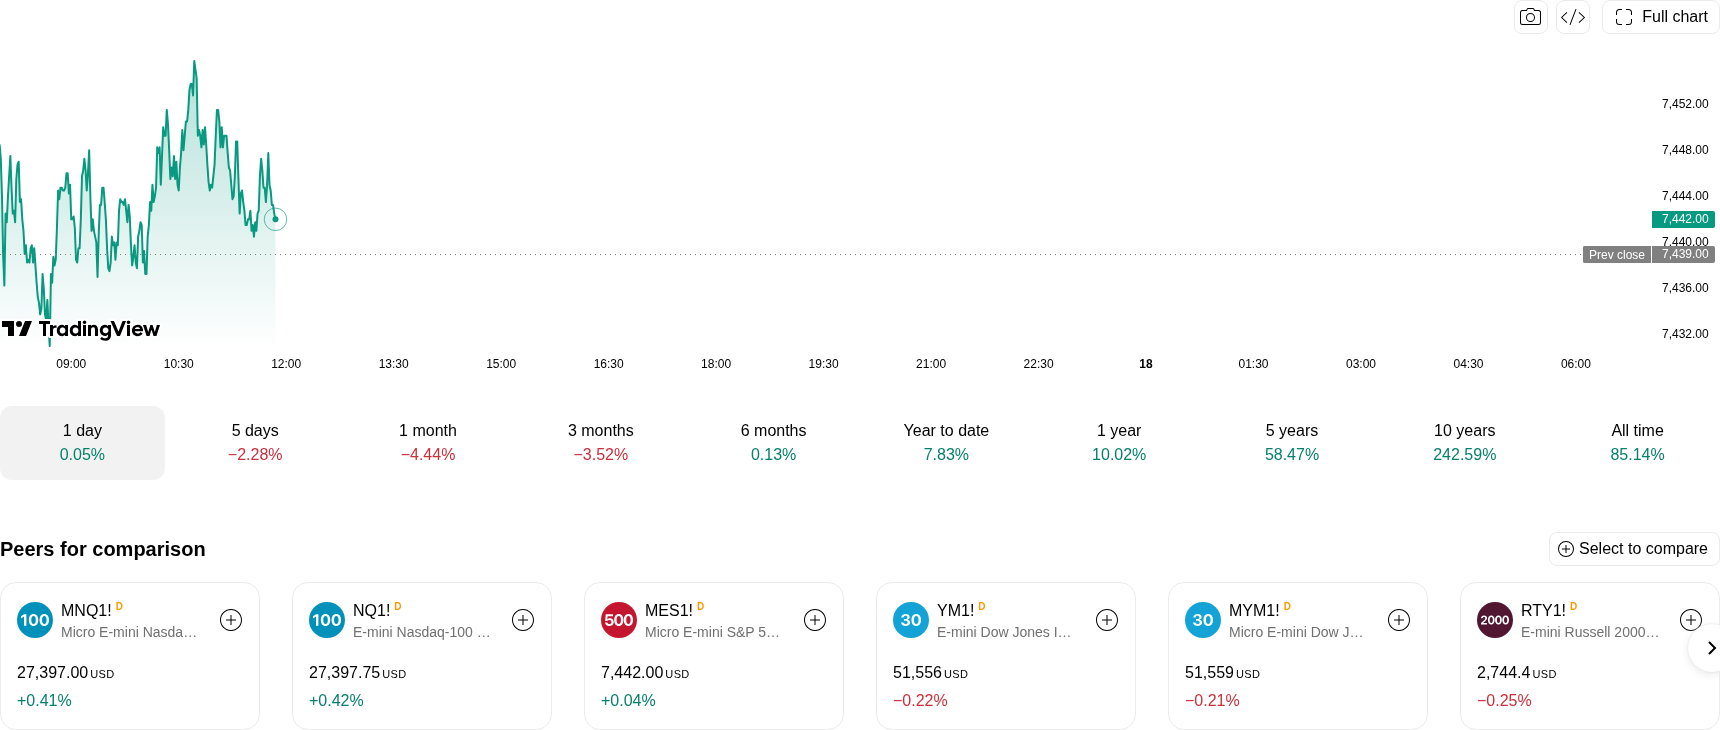 Full chart
7,452.00
7,448.00
7,444.00
7,442.00
7,440.00
Prev close 7,439.00
7,436.00
7,432.00
TradingView
09:00 10:30 12:00 13:30 15:00 16:30 18:00 19:30 21:00 22:30 18 01:30 03:00 04:30 06:00
1 day 5 days 1 month 3 months 6 months Year to date 1 year 5 years 10 years All time
0.05% −2.28% −4.44% −3.52% 0.13% 7.83% 10.02% 58.47% 242.59% 85.14%
Peers for comparison
Select to compare
100 MNQ1! D
Micro E-mini Nasda…
27,397.00 USD
+0.41%
100 NQ1! D
E-mini Nasdaq-100 …
27,397.75 USD
+0.42%
500 MES1! D
Micro E-mini S&P 5…
7,442.00 USD
+0.04%
30 YM1! D
E-mini Dow Jones I…
51,556 USD
−0.22%
30 MYM1! D
Micro E-mini Dow J…
51,559 USD
−0.21%
2000 RTY1! D
E-mini Russell 2000…
2,744.4 USD
−0.25%